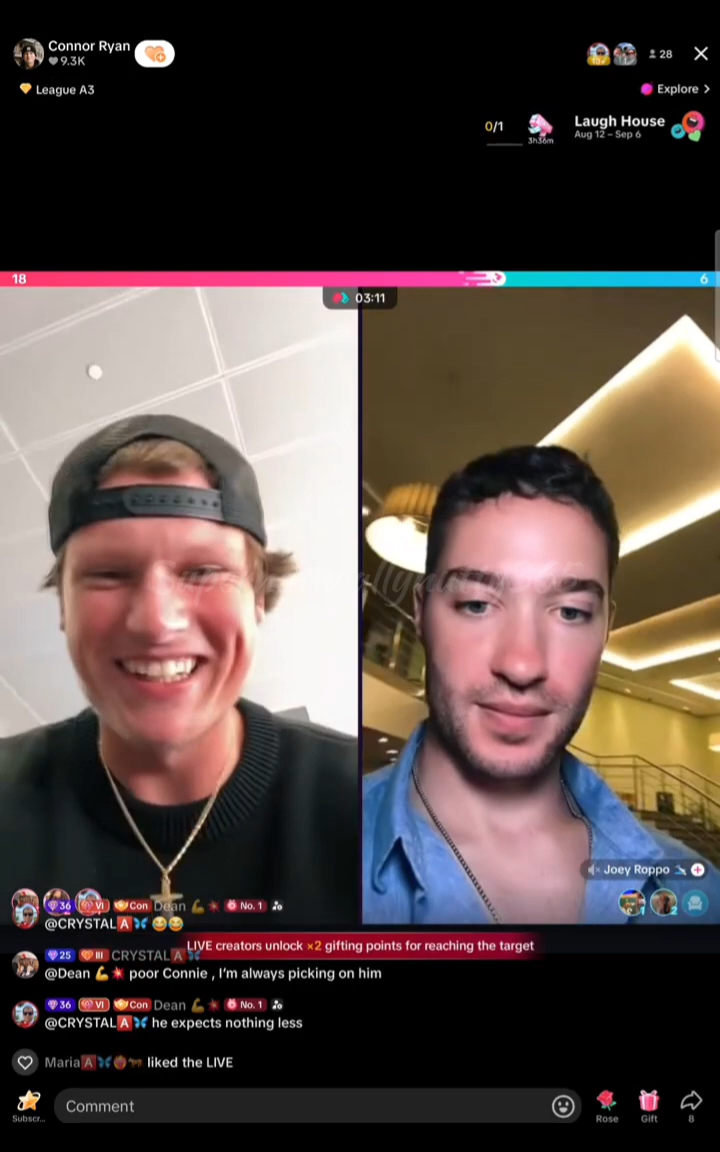 Connor Ryan
9.3K
28
League A3
Explore >
0/1
3h36m
Laugh House
Aug 12 – Sep 6
18
6
03:11
Joey Roppo
36 VI Con Dean 💪💥 No. 1
@CRYSTAL🅰️🦋 😂😂
LIVE creators unlock ×2 gifting points for reaching the target
25 III CRYSTAL🅰️🦋
@Dean 💪💥 poor Connie , I'm always picking on him
36 VI Con Dean 💪💥 No. 1
@CRYSTAL🅰️🦋 he expects nothing less
Maria🅰️🦋 liked the LIVE
Comment
Subscr...
Rose
Gift
8